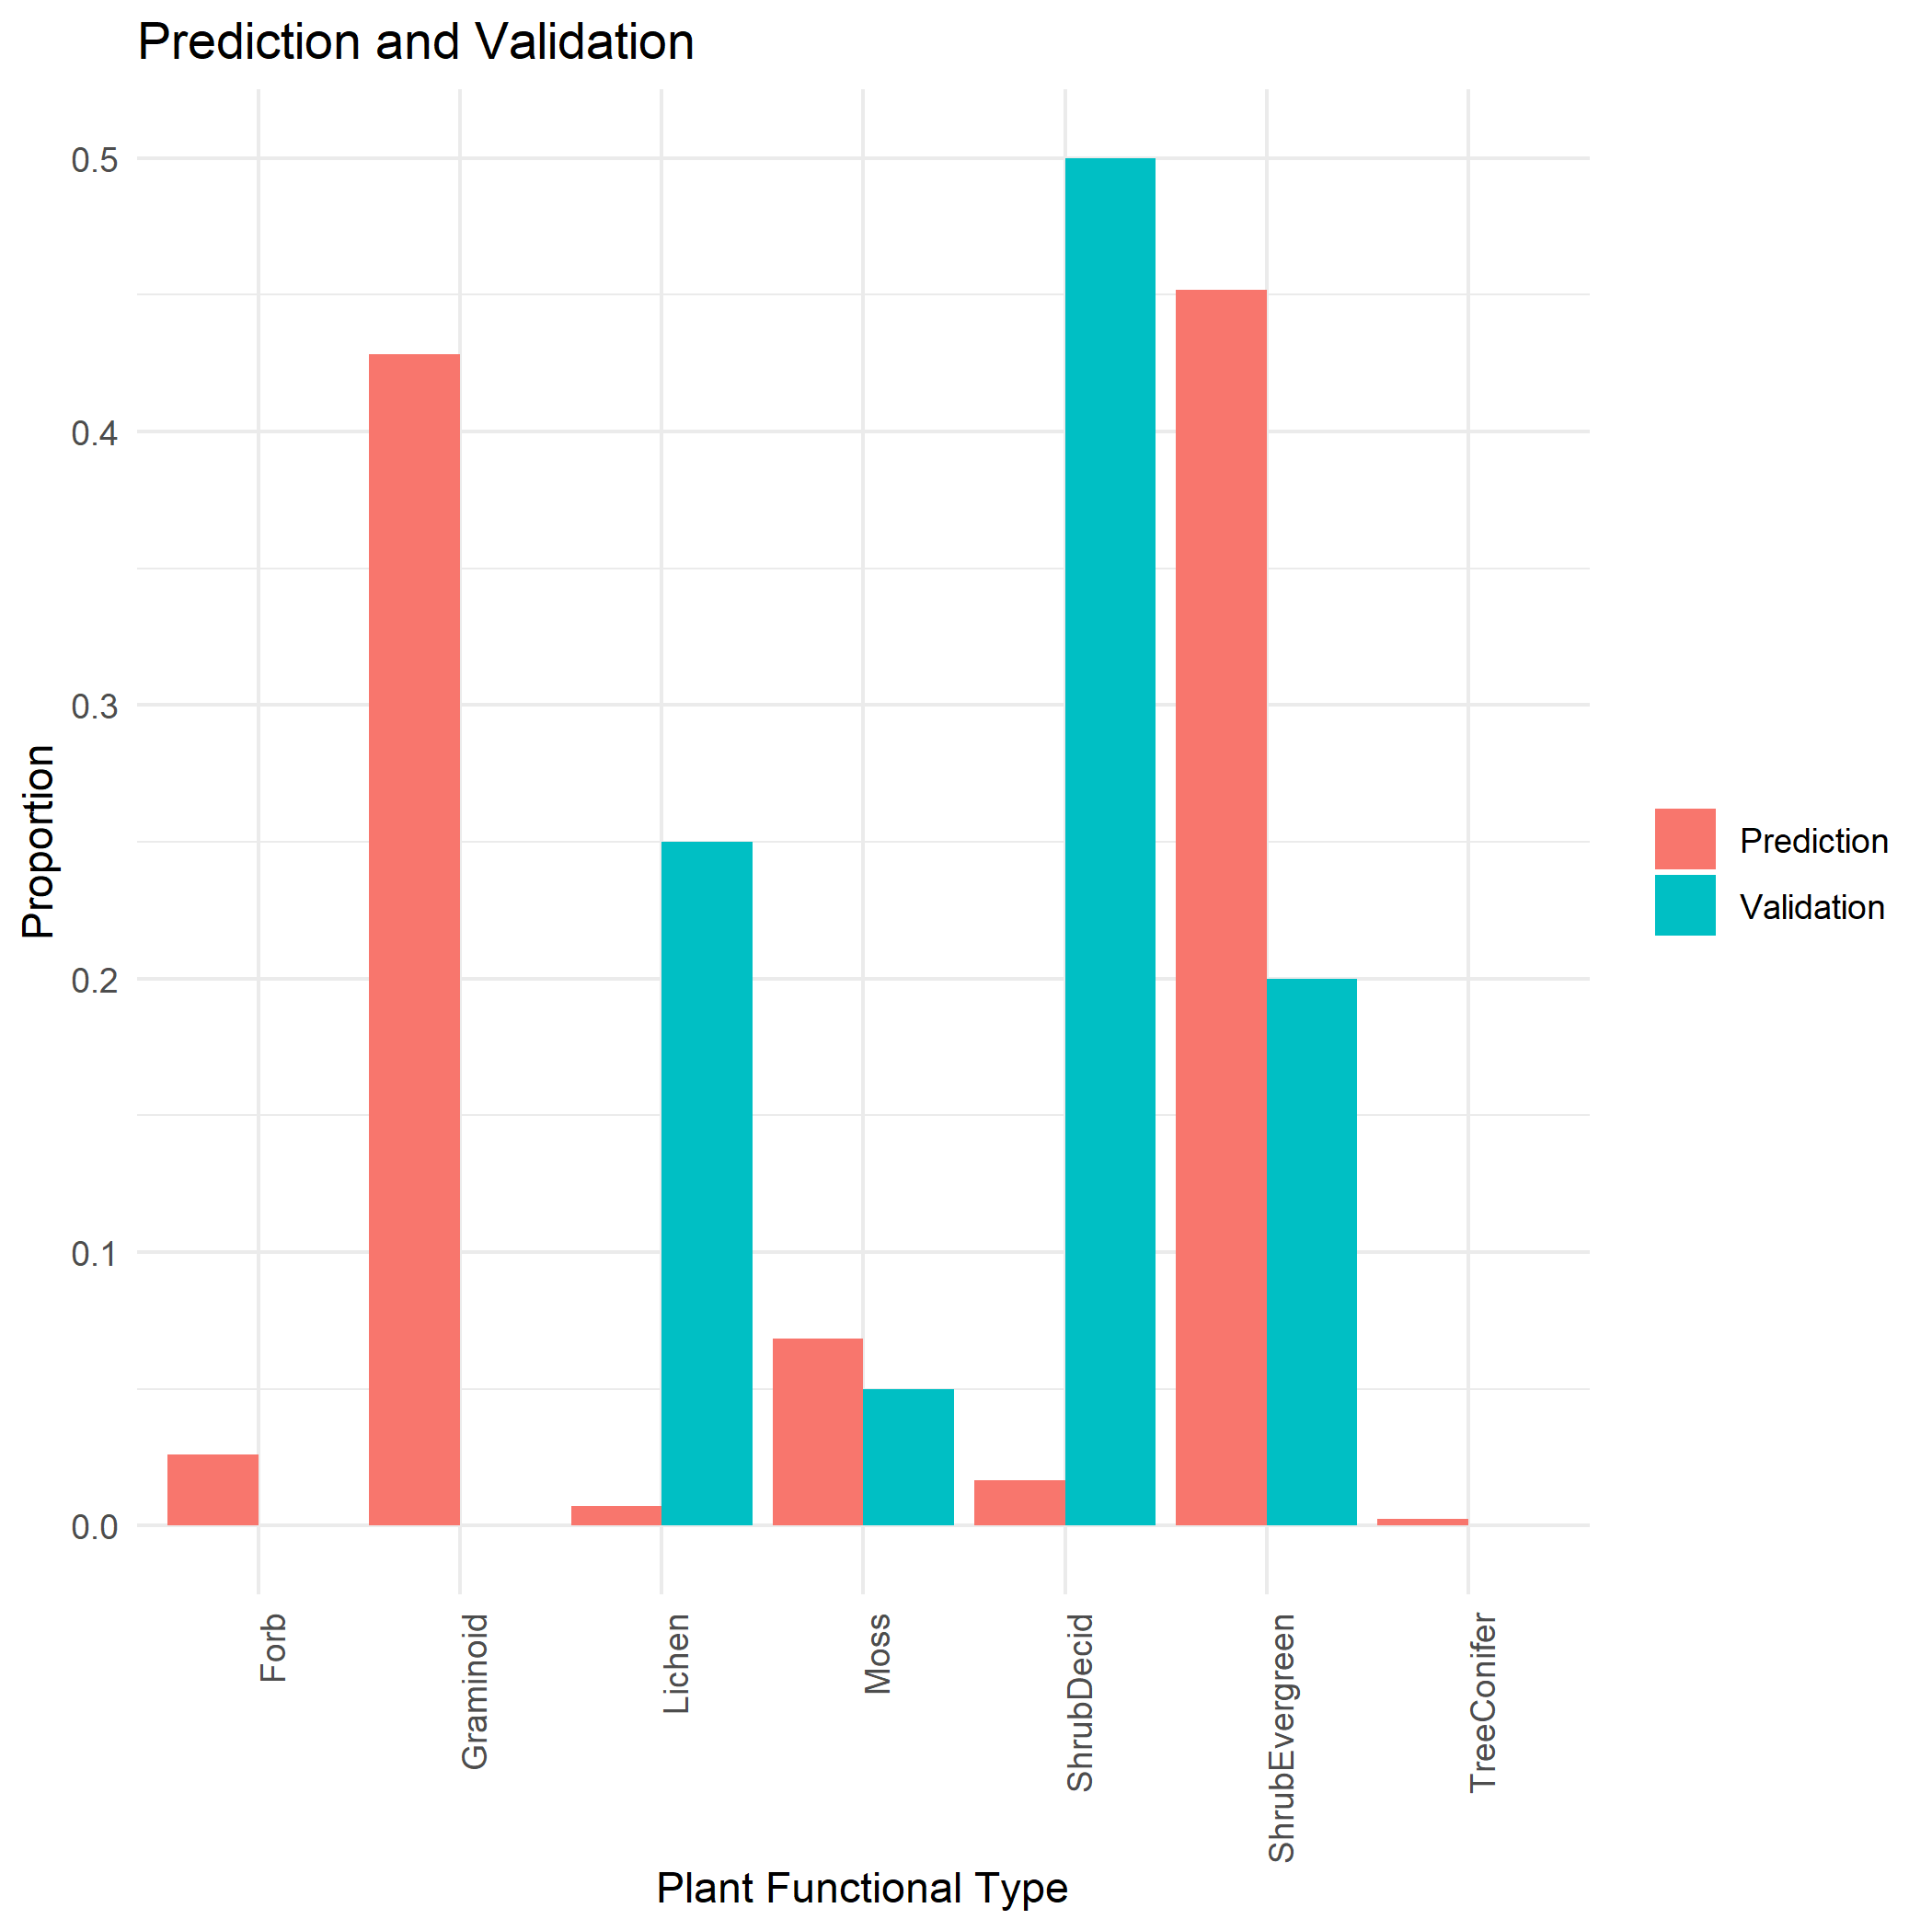 Prediction and Validation
Proportion
0.5
0.4
0.3
0.2
0.1
0.0
Forb
Graminoid
Lichen
Moss
ShrubDecid
ShrubEvergreen
TreeConifer
Plant Functional Type
Prediction
Validation